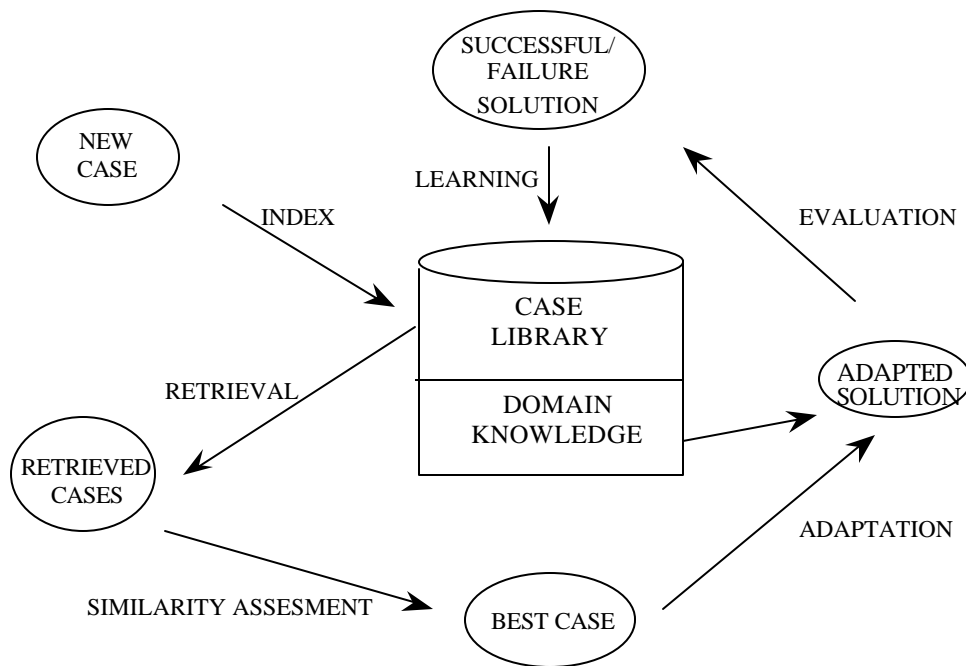 SUCCESSFUL/
FAILURE
SOLUTION
NEW
CASE
LEARNING
INDEX
EVALUATION
CASE
LIBRARY
RETRIEVAL
ADAPTED
SOLUTION
DOMAIN
KNOWLEDGE
RETRIEVED
CASES
ADAPTATION
SIMILARITY ASSESMENT
BEST CASE